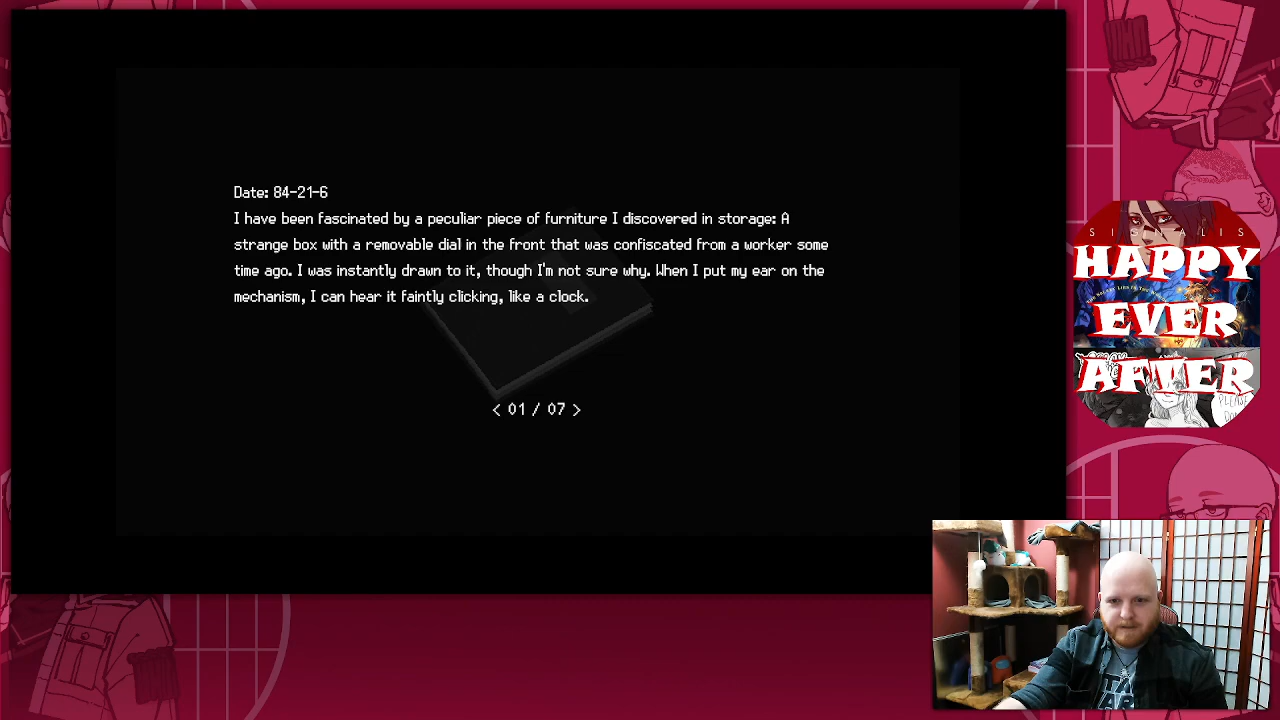 Date: 84-21-6
I have been fascinated by a peculiar piece of furniture I discovered in storage: A
strange box with a removable dial in the front that was confiscated from a worker some
time ago. I was instantly drawn to it, though I'm not sure why. When I put my ear on the
mechanism, I can hear it faintly clicking, like a clock.
< 01 / 07 >
SIGNALIS
HAPPY
EVER
AFTER
PLEASE